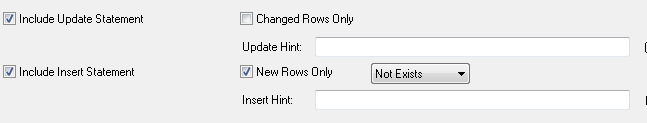 Include Update Statement Changed Rows Only
Update Hint:
Include Insert Statement New Rows Only Not Exists
Insert Hint: